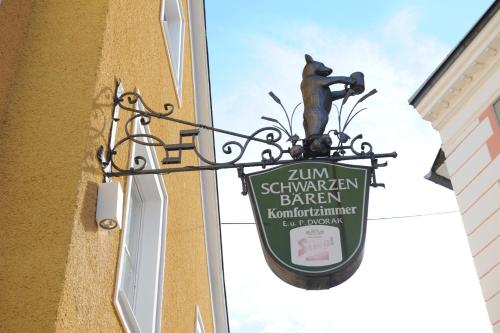 ZUM
SCHWARZEN
BÄREN
Komfortzimmer
E.u.P. DVORAK
Stiegl